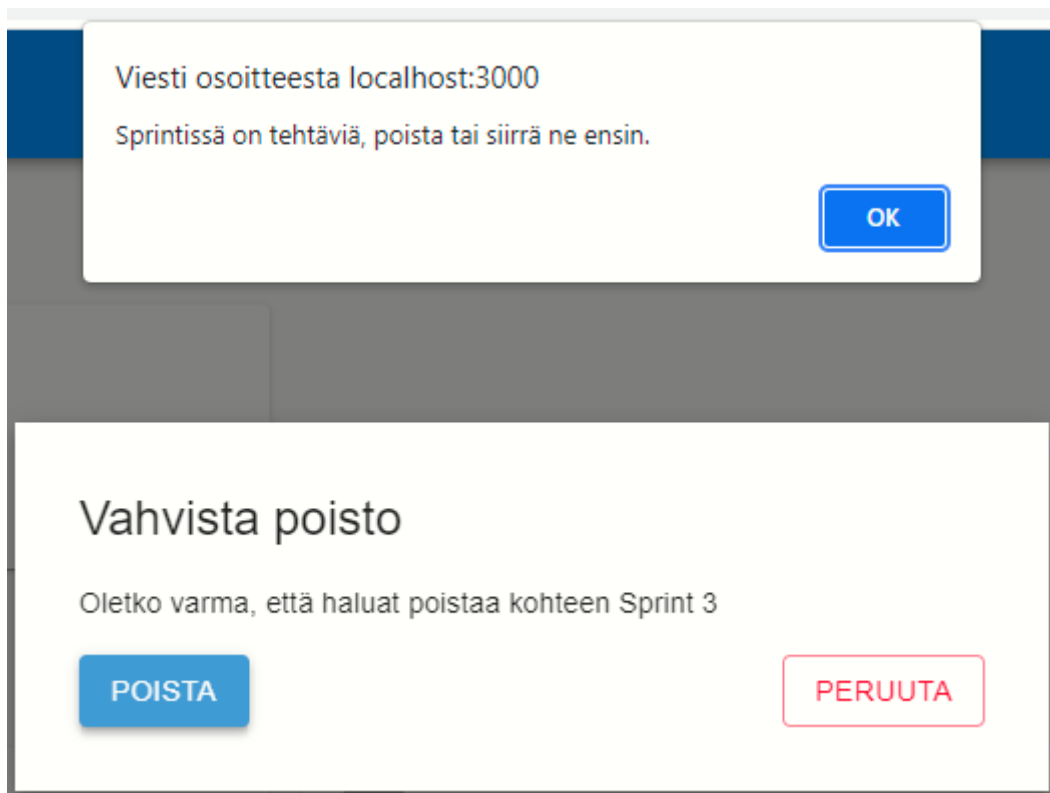 Viesti osoitteesta localhost:3000
Sprintissä on tehtäviä, poista tai siirrä ne ensin.
OK
Vahvista poisto
Oletko varma, että haluat poistaa kohteen Sprint 3
POISTA
PERUUTA